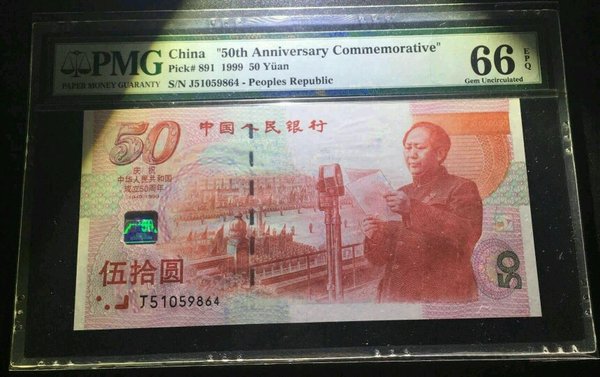 PMG
PAPER MONEY GUARANTY
China "50th Anniversary Commemorative"
Pick# 891 1999 50 Yüan
S/N J51059864 - Peoples Republic
66 EPQ
Gem Uncirculated
50
中国人民银行
庆祝
中华人民共和国
成立50周年
1949-1999
伍拾圆
J51059864
50